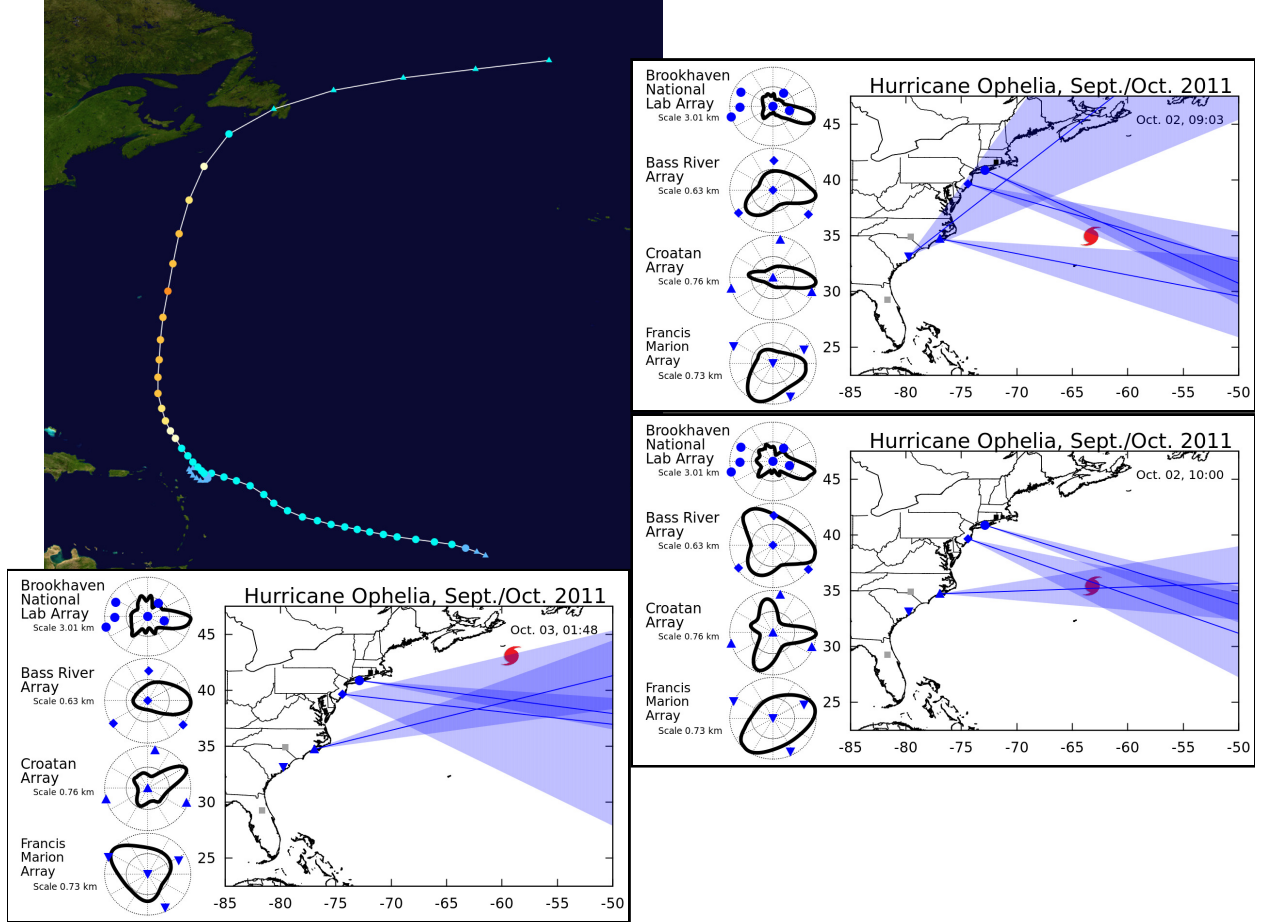 Hurricane Ophelia, Sept./Oct. 2011
Oct. 02, 09:03
Brookhaven
National
Lab Array
Scale 3.01 km
Bass River
Array
Scale 0.63 km
Croatan
Array
Scale 0.76 km
Francis
Marion
Array
Scale 0.73 km
45
40
35
30
25
-85 -80 -75 -70 -65 -60 -55 -50
Hurricane Ophelia, Sept./Oct. 2011
Oct. 02, 10:00
Brookhaven
National
Lab Array
Scale 3.01 km
Bass River
Array
Scale 0.63 km
Croatan
Array
Scale 0.76 km
Francis
Marion
Array
Scale 0.73 km
45
40
35
30
25
-85 -80 -75 -70 -65 -60 -55 -50
Hurricane Ophelia, Sept./Oct. 2011
Oct. 03, 01:48
Brookhaven
National
Lab Array
Scale 3.01 km
Bass River
Array
Scale 0.63 km
Croatan
Array
Scale 0.76 km
Francis
Marion
Array
Scale 0.73 km
45
40
35
30
25
-85 -80 -75 -70 -65 -60 -55 -50